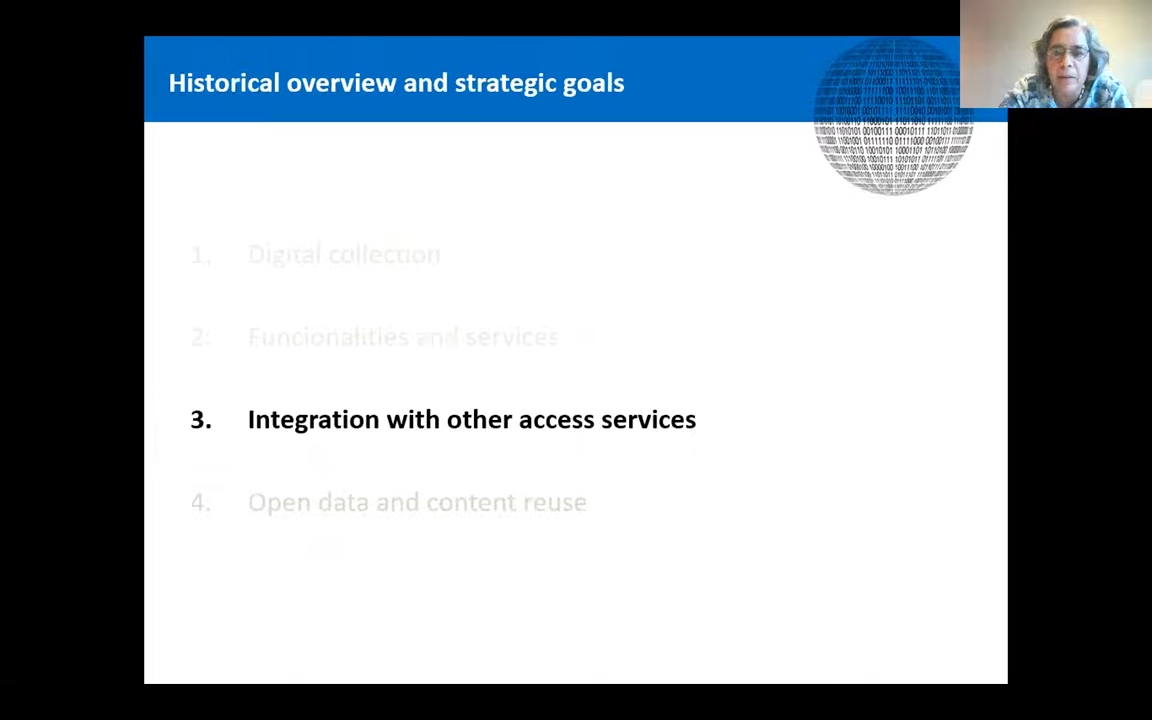 Historical overview and strategic goals
1. Digital collection
2. Funcionalities and services
3. Integration with other access services
4. Open data and content reuse